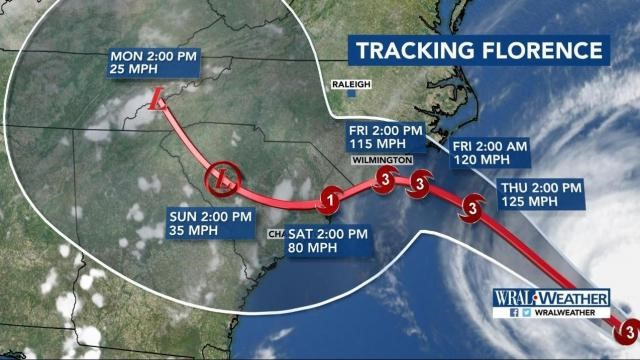 TRACKING FLORENCE
MON 2:00 PM
25 MPH
L
RALEIGH
FRI 2:00 PM
115 MPH
WILMINGTON
FRI 2:00 AM
120 MPH
THU 2:00 PM
125 MPH
3
3
3
1
L
SUN 2:00 PM
35 MPH
CHA
SAT 2:00 PM
80 MPH
WRAL WEATHER
WRALWEATHER
3